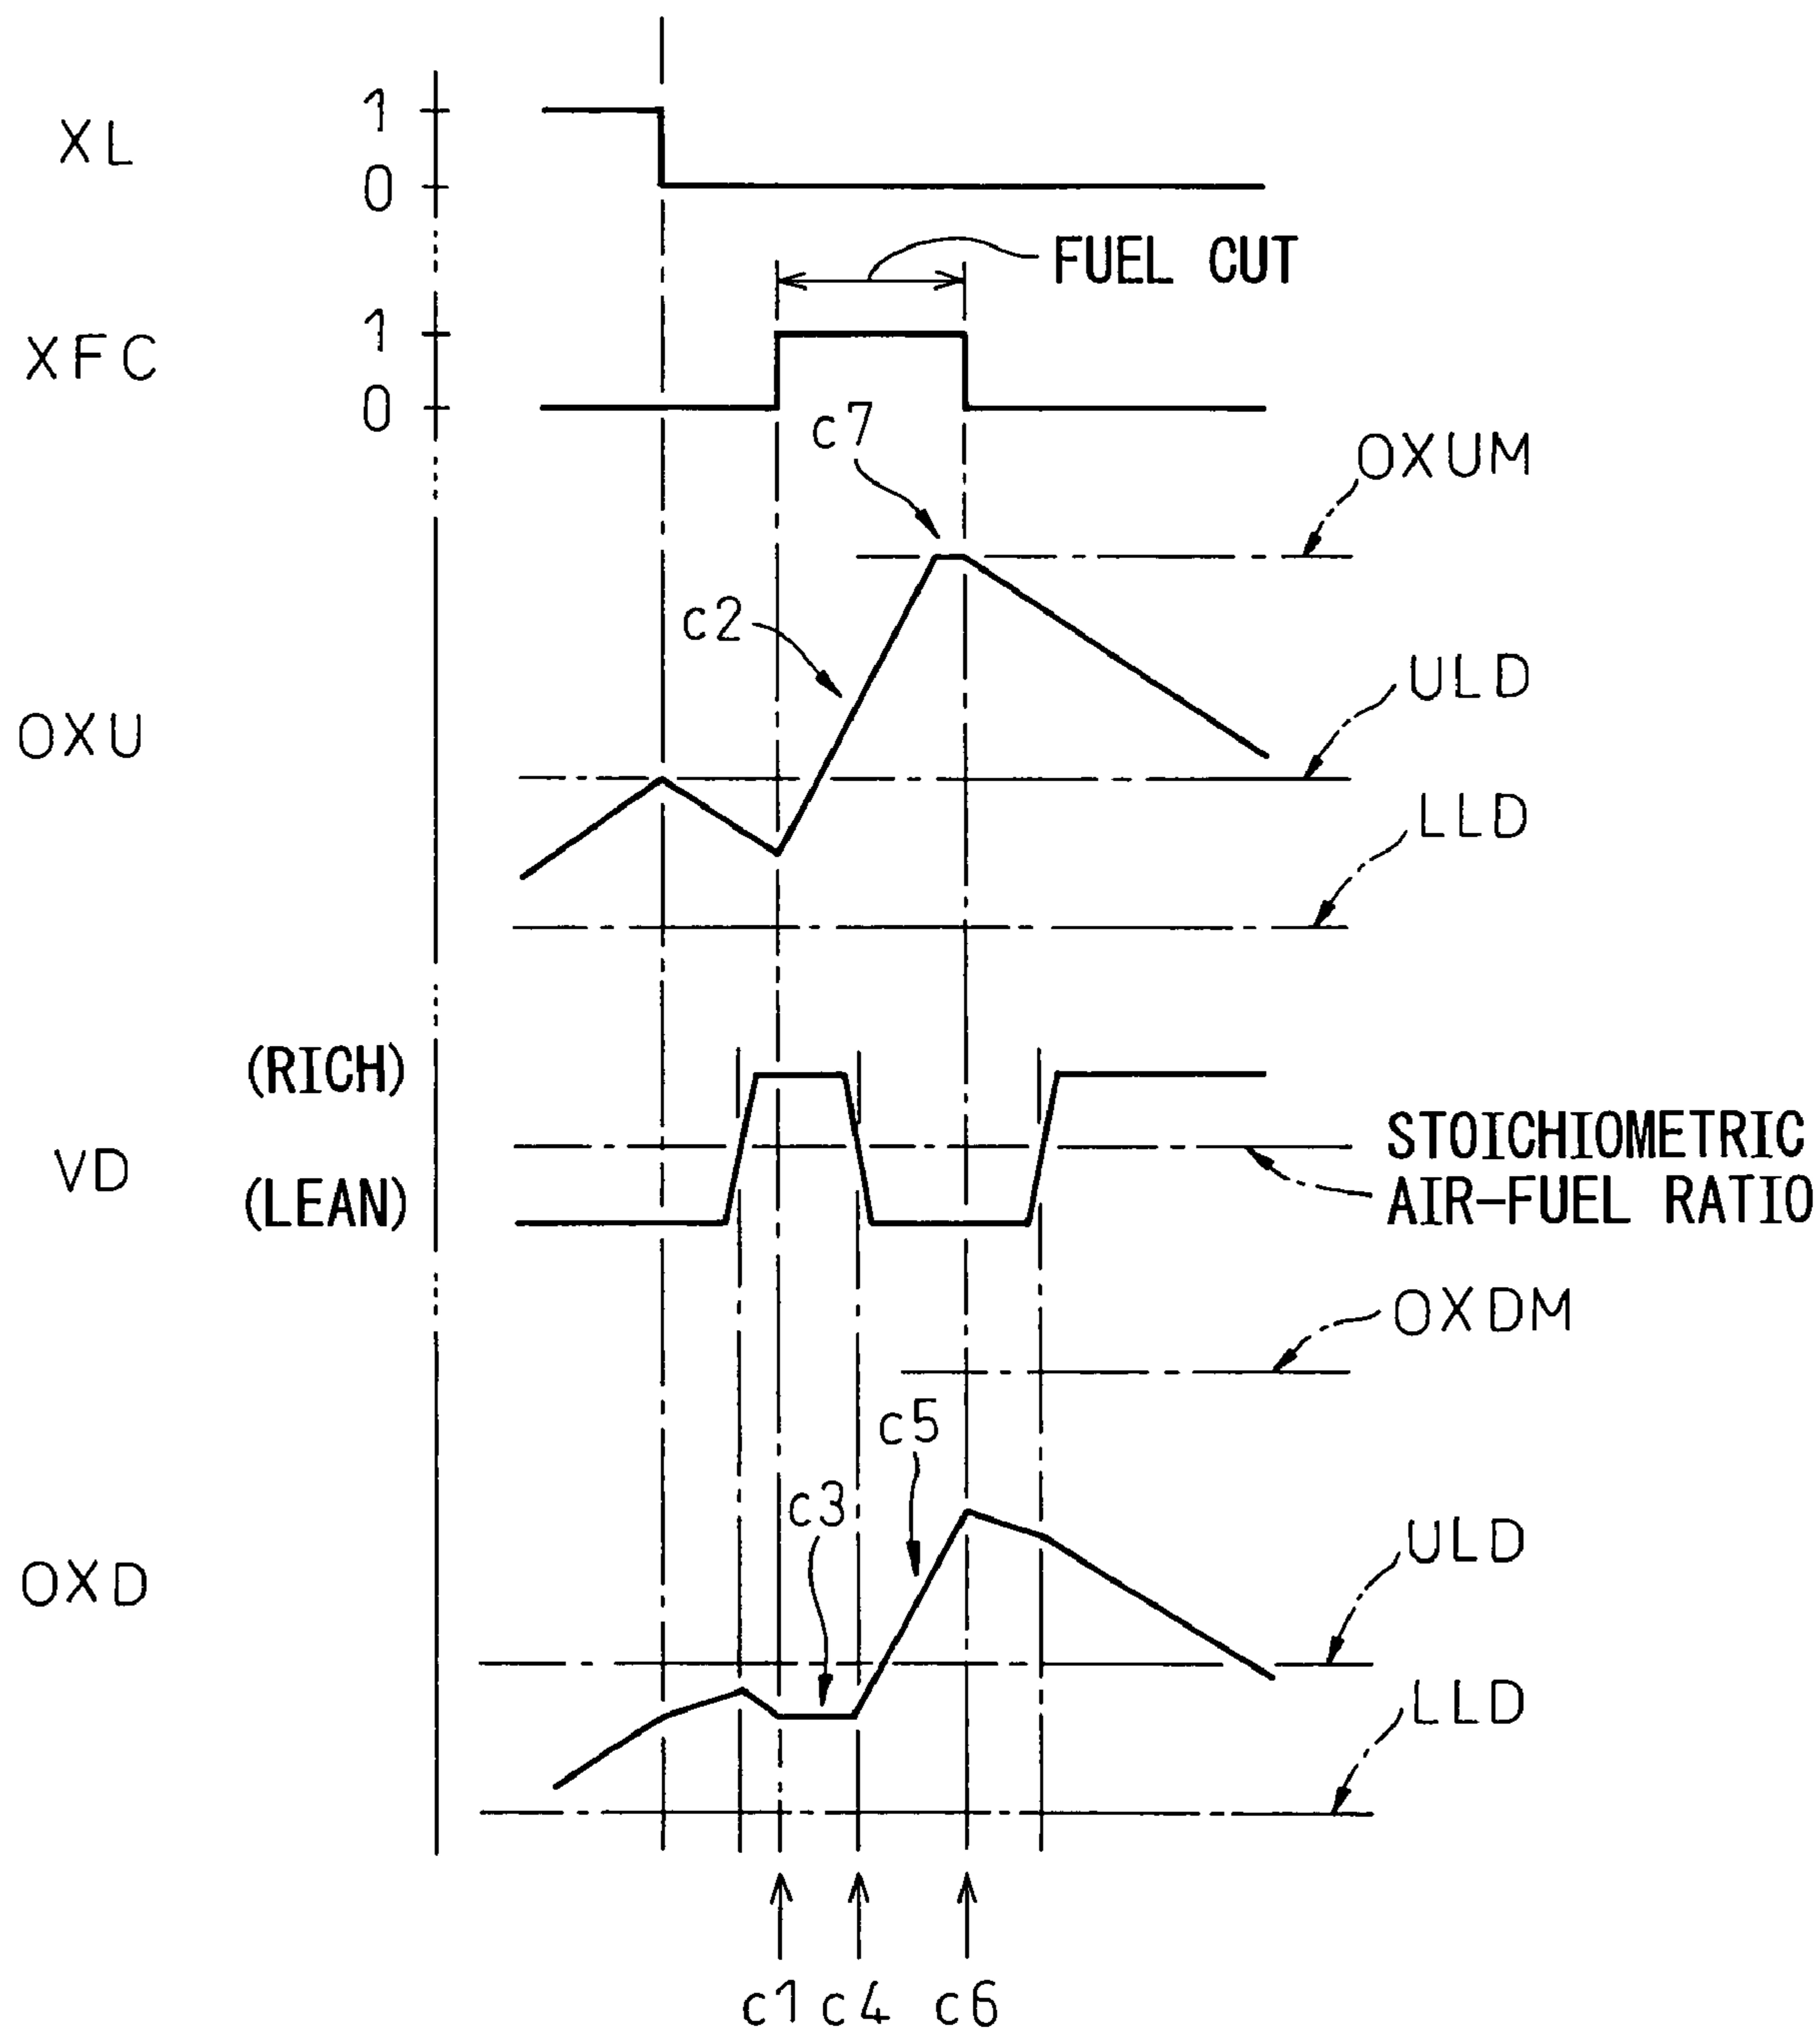 XL
1
0
FUEL CUT
XFC
1
0
c7
OXUM
c2
OXU
ULD
LLD
(RICH)
VD
(LEAN)
STOICHIOMETRIC
AIR-FUEL RATIO
OXDM
c5
c3
OXD
ULD
LLD
c1 c4 c6